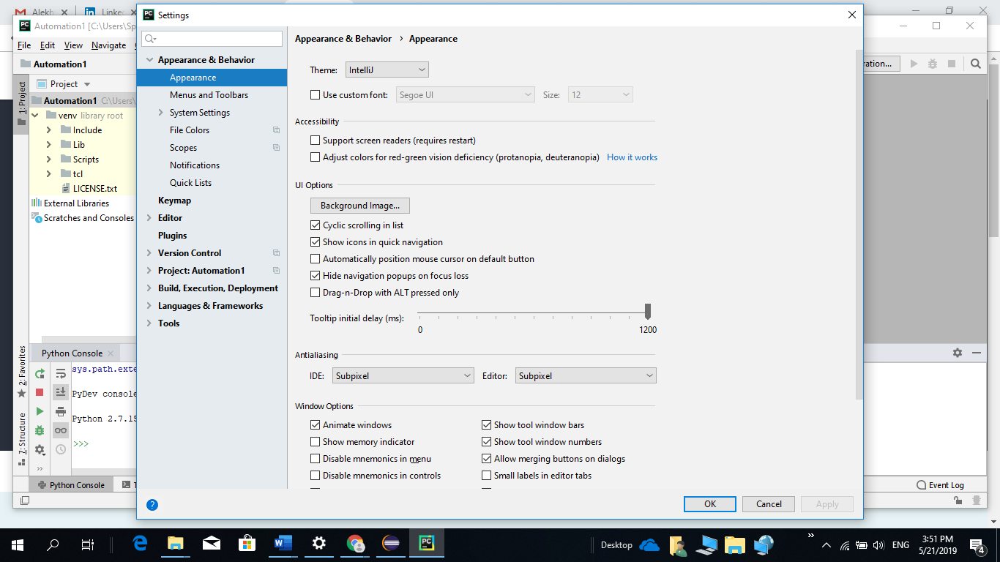 Alekh
Linke
Automation1 [C:\Users\Sp
File Edit View Navigate
Automation1
ration...
1: Project
Project
Automation1 C:\Users\
venv library root
Include
Lib
Scripts
tcl
LICENSE.txt
External Libraries
Scratches and Consoles
2: Favorites
7: Structure
Python Console
sys.path.exte
PyDev console
Python 2.7.15
>>>
Python Console
Event Log
Settings
Appearance & Behavior
Appearance
Menus and Toolbars
System Settings
File Colors
Scopes
Notifications
Quick Lists
Keymap
Editor
Plugins
Version Control
Project: Automation1
Build, Execution, Deployment
Languages & Frameworks
Tools
Appearance & Behavior › Appearance
Theme: IntelliJ
Use custom font: Segoe UI Size: 12
Accessibility
Support screen readers (requires restart)
Adjust colors for red-green vision deficiency (protanopia, deuteranopia) How it works
UI Options
Background Image...
Cyclic scrolling in list
Show icons in quick navigation
Automatically position mouse cursor on default button
Hide navigation popups on focus loss
Drag-n-Drop with ALT pressed only
Tooltip initial delay (ms):
0 1200
Antialiasing
IDE: Subpixel Editor: Subpixel
Window Options
Animate windows Show tool window bars
Show memory indicator Show tool window numbers
Disable mnemonics in menu Allow merging buttons on dialogs
Disable mnemonics in controls Small labels in editor tabs
OK Cancel Apply
Desktop
ENG
3:51 PM
5/21/2019
4